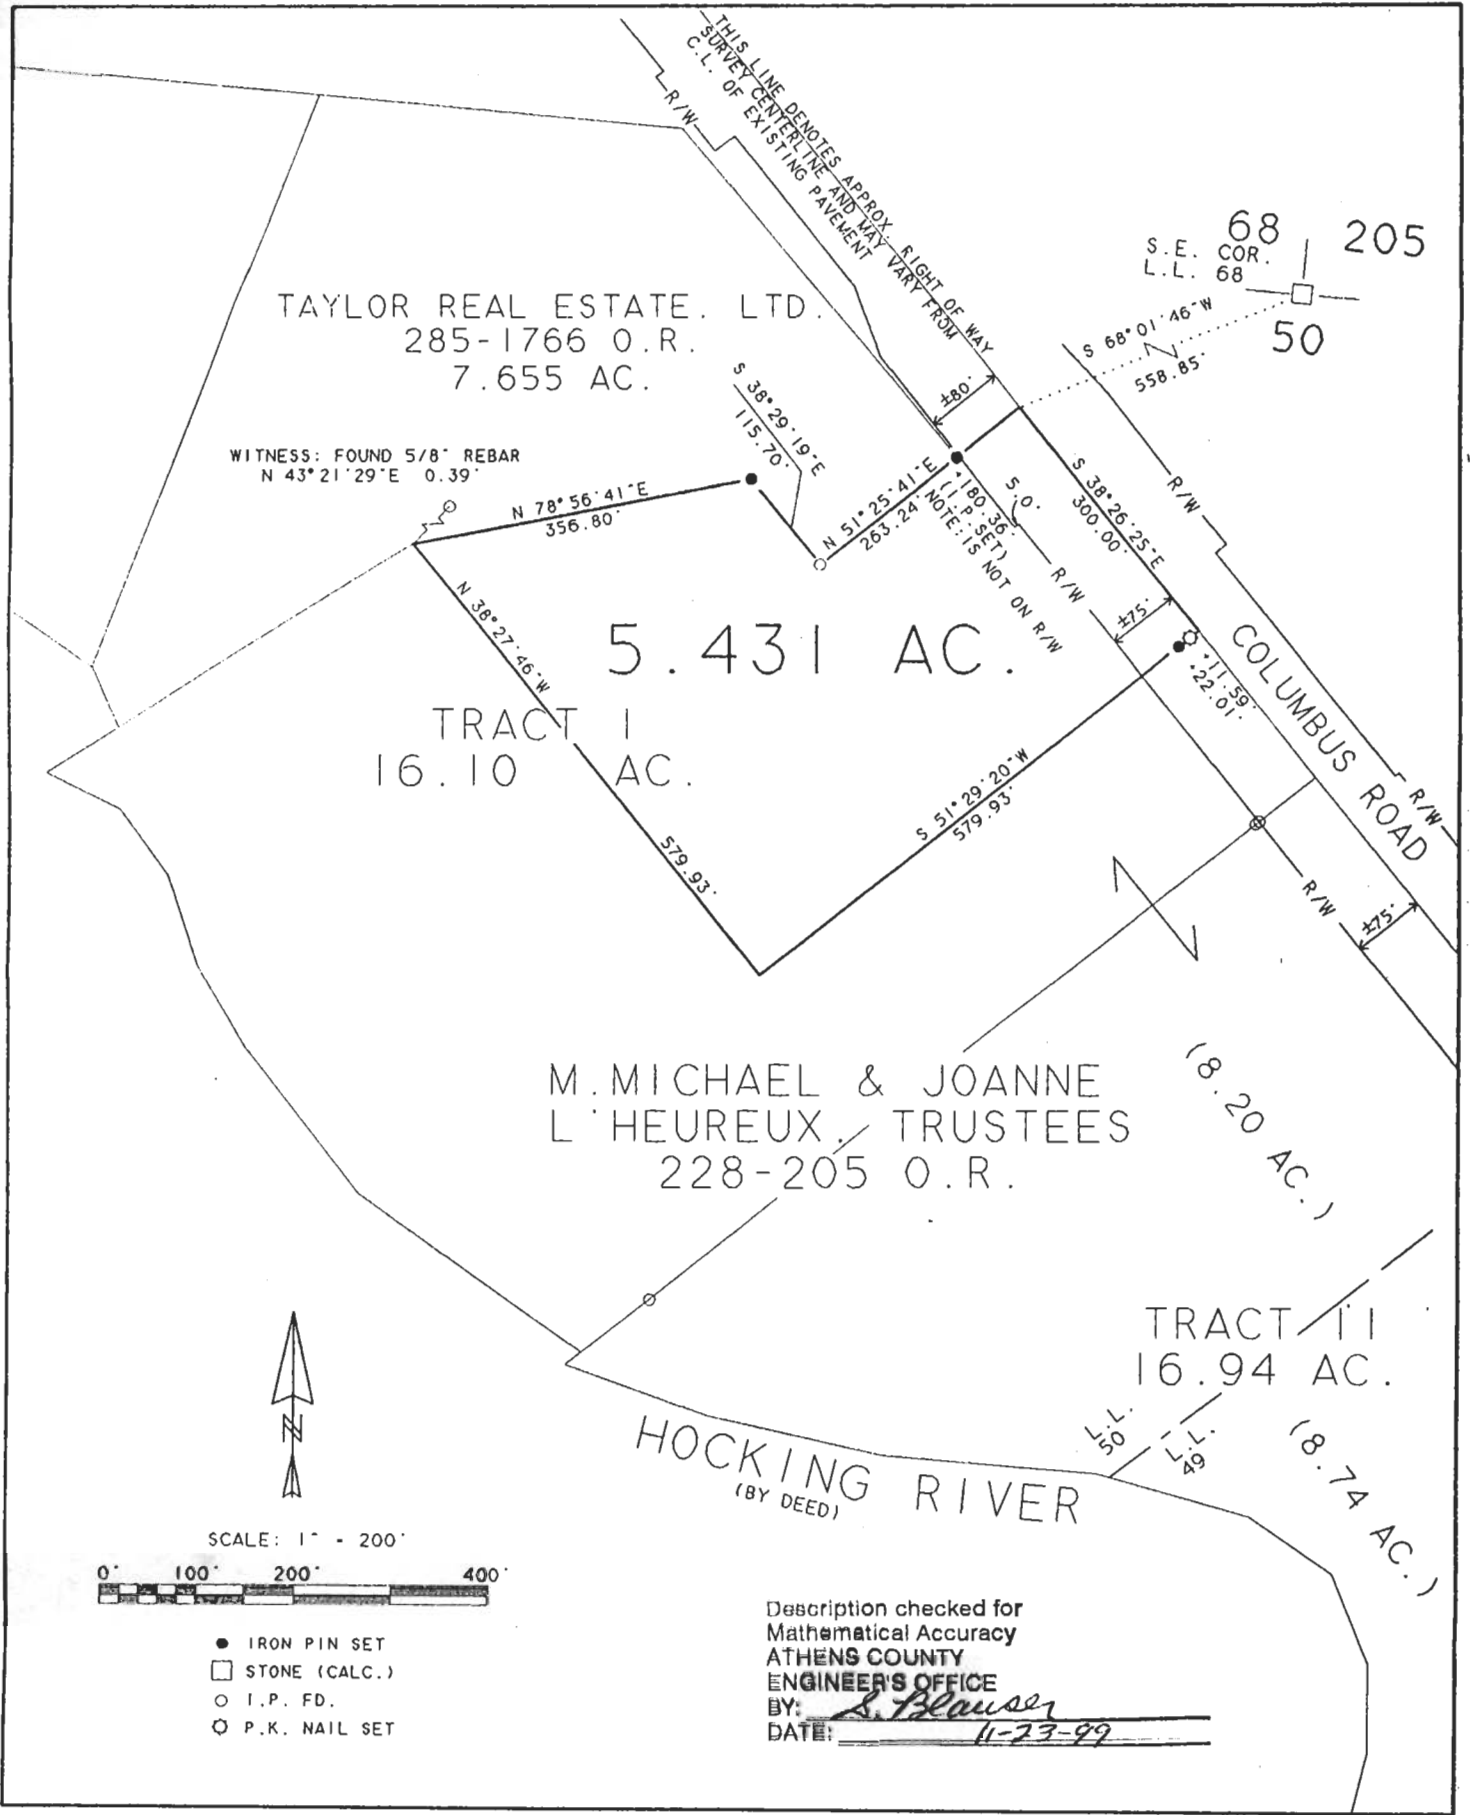 THIS LINE DENOTES APPROX. RIGHT OF WAY
SURVEY CENTERLINE AND MAY VARY FROM
C.L. OF EXISTING PAVEMENT
R/W
68 205
S.E. COR.
L.L. 68
50
S 68°01'46"W
558.85'
TAYLOR REAL ESTATE. LTD.
285-1766 O.R.
7.655 AC.
±80'
S 38°29'19"E
115.70'
WITNESS: FOUND 5/8" REBAR
N 43°21'29"E 0.39'
N 78°56'41"E
356.80'
N 51°25'41"E
263.24'
*180.36'
(I.P. SET)
NOTE: IS NOT ON R/W
5.0'
S 38°26'25"E
300.00'
R/W
R/W
±75'
N 38°27'46"W
579.93'
5.431 AC.
*11.59'
*22.01'
COLUMBUS ROAD
TRACT I
16.10 AC.
S 51°29'20"W
579.93'
R/W
R/W
±75'
M.MICHAEL & JOANNE
L'HEUREUX, TRUSTEES
228-205 O.R.
(8.20 AC.)
TRACT II
16.94 AC.
L.L.
50
L.L.
49
(8.74 AC.)
HOCKING RIVER
(BY DEED)
N
SCALE: 1" - 200'
0' 100' 200' 400'
IRON PIN SET
STONE (CALC.)
I.P. FD.
P.K. NAIL SET
Description checked for
Mathematical Accuracy
ATHENS COUNTY
ENGINEER'S OFFICE
BY: S. Blauser
DATE: 11-23-99